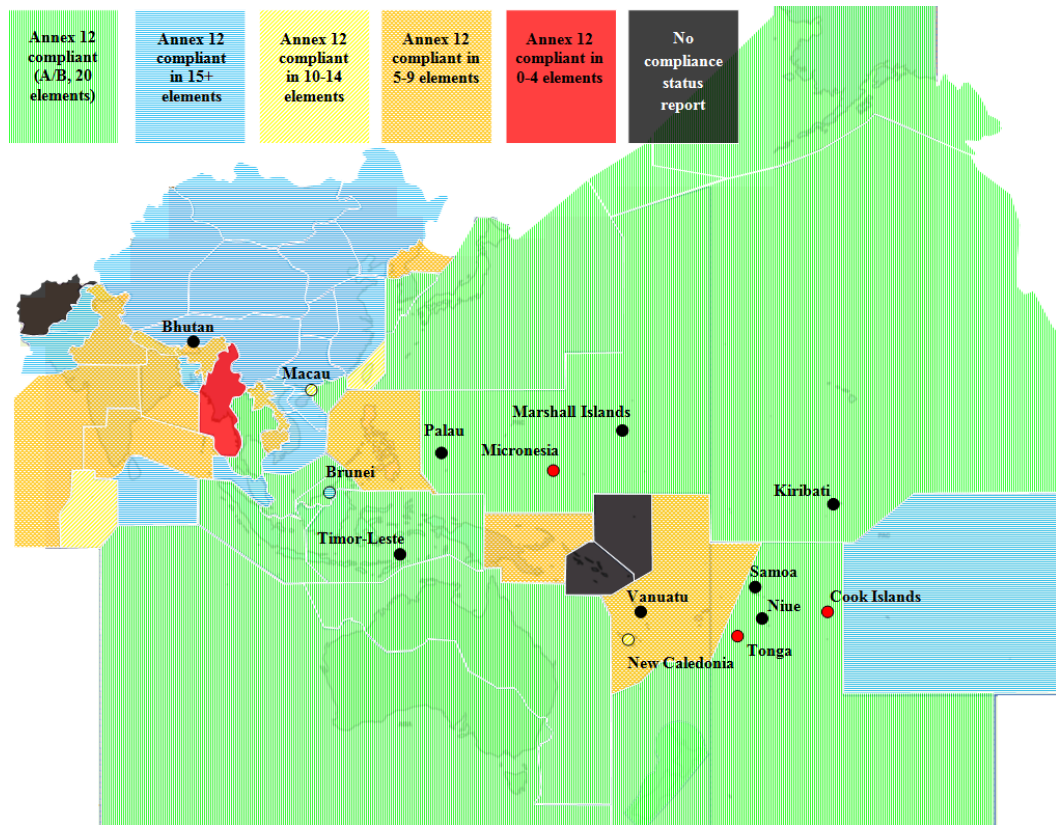 Annex 12
compliant
(A/B, 20
elements)
Annex 12
compliant
in 15+
elements
Annex 12
compliant
in 10-14
elements
Annex 12
compliant in
5-9 elements
Annex 12
compliant in
0-4 elements
No
compliance
status
report
Bhutan
Macau
Marshall Islands
Palau
Micronesia
Brunei
Kiribati
Timor-Leste
Samoa
Vanuatu
Niue
Cook Islands
New Caledonia
Tonga